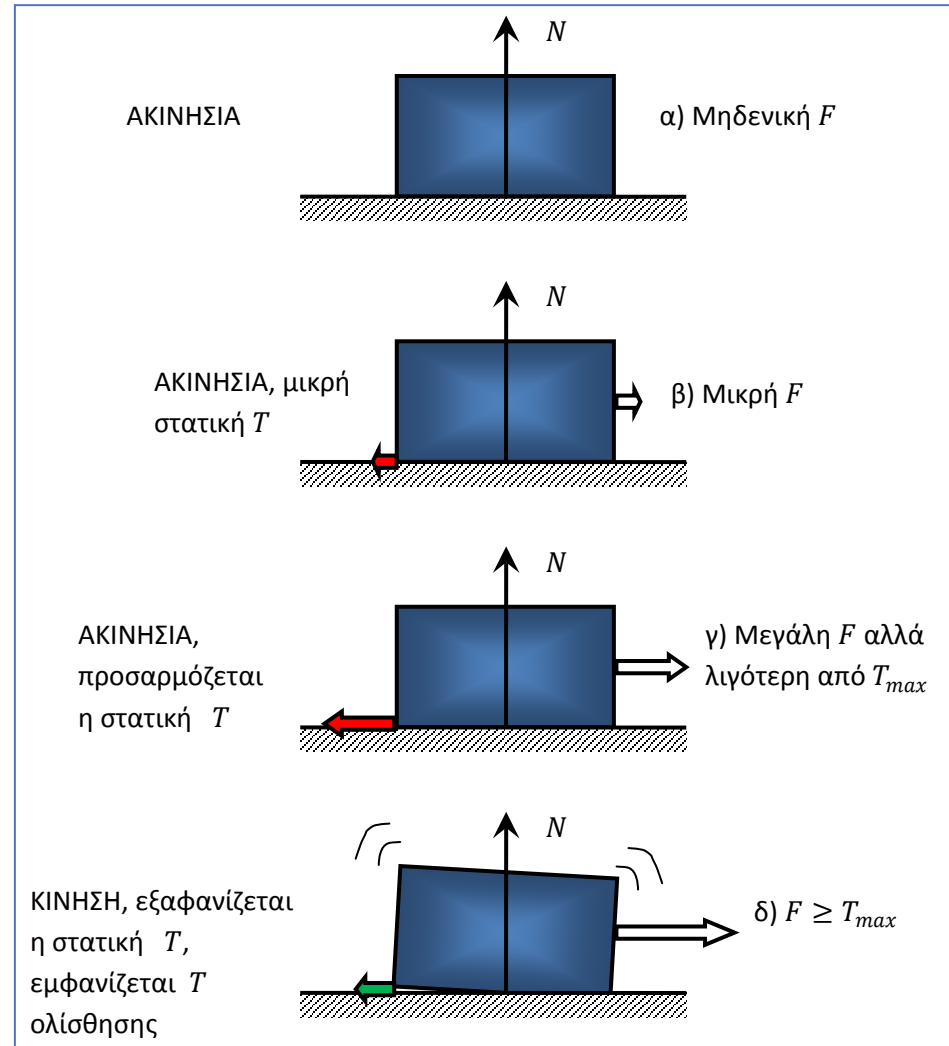 N
ΑΚΙΝΗΣΙΑ
α) Μηδενική F
N
ΑΚΙΝΗΣΙΑ, μικρή
στατική T
β) Μικρή F
N
ΑΚΙΝΗΣΙΑ,
προσαρμόζεται
η στατική T
γ) Μεγάλη F αλλά
λιγότερη από T_max
N
ΚΙΝΗΣΗ, εξαφανίζεται
η στατική T,
εμφανίζεται T
ολίσθησης
δ) F ≥ T_max